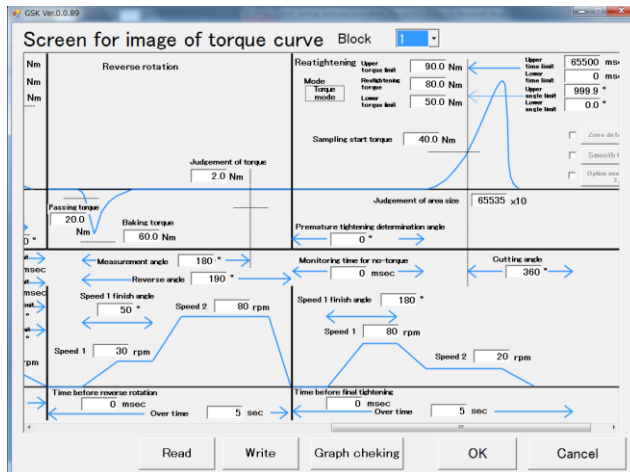 GSK Ver.0.0.89
Screen for image of torque curve Block 1
Nm
Nm
Nm
Reverse rotation
Reatightening
Mode
Torque mode
Upper torque limit 90.0 Nm
Reatightening torque 80.0 Nm
Lower torque limit 50.0 Nm
Upper time limit 65500 mse
Lower time limit 0 mse
Upper angle limit 999.9 °
Lower angle limit 0.0 °
Sampling start torque 40.0 Nm
Zone dete
Smooth t
Judgement of torque
2.0 Nm
Passing torque
20.0
Nm
Baking torque
60.0 Nm
Judgement of area size 65535 x10
Premature tightening determination angle
0 °
0 °
msec
Measurement angle 180 °
Reverse angle 190 °
Monitoring time for no-torque
0 msec
Cutting angle
360 °
msec
Speed 1 finish angle
50 °
Speed 2 80 rpm
Speed 1 30 rpm
rpm
Speed 1 finish angle 180 °
Speed 1
80
rpm
Speed 2 20 rpm
Time before reverse rotation
0 msec
Over time 5 sec
Time before final tightening
0 msec
Over time 5 sec
Read Write Graph cheking OK Cancel